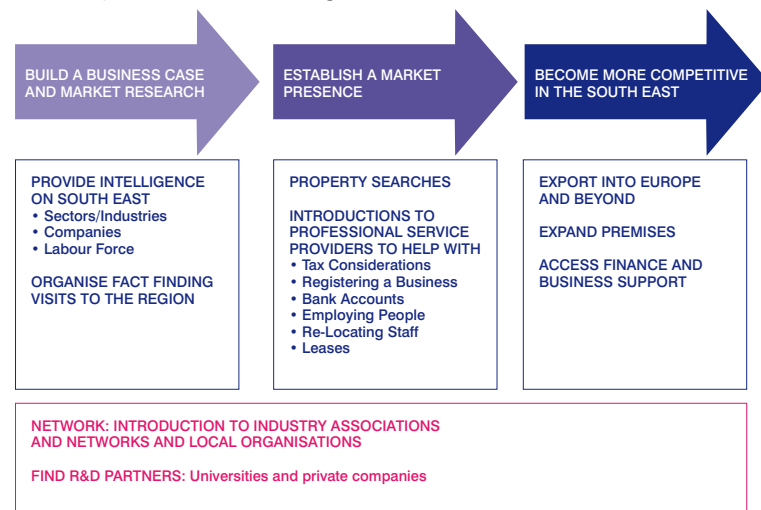 BUILD A BUSINESS CASE
AND MARKET RESEARCH
ESTABLISH A MARKET
PRESENCE
BECOME MORE COMPETITIVE
IN THE SOUTH EAST
PROVIDE INTELLIGENCE
ON SOUTH EAST
• Sectors/Industries
• Companies
• Labour Force
ORGANISE FACT FINDING
VISITS TO THE REGION
PROPERTY SEARCHES
INTRODUCTIONS TO
PROFESSIONAL SERVICE
PROVIDERS TO HELP WITH
• Tax Considerations
• Registering a Business
• Bank Accounts
• Employing People
• Re-Locating Staff
• Leases
EXPORT INTO EUROPE
AND BEYOND
EXPAND PREMISES
ACCESS FINANCE AND
BUSINESS SUPPORT
NETWORK: INTRODUCTION TO INDUSTRY ASSOCIATIONS
AND NETWORKS AND LOCAL ORGANISATIONS
FIND R&D PARTNERS: Universities and private companies